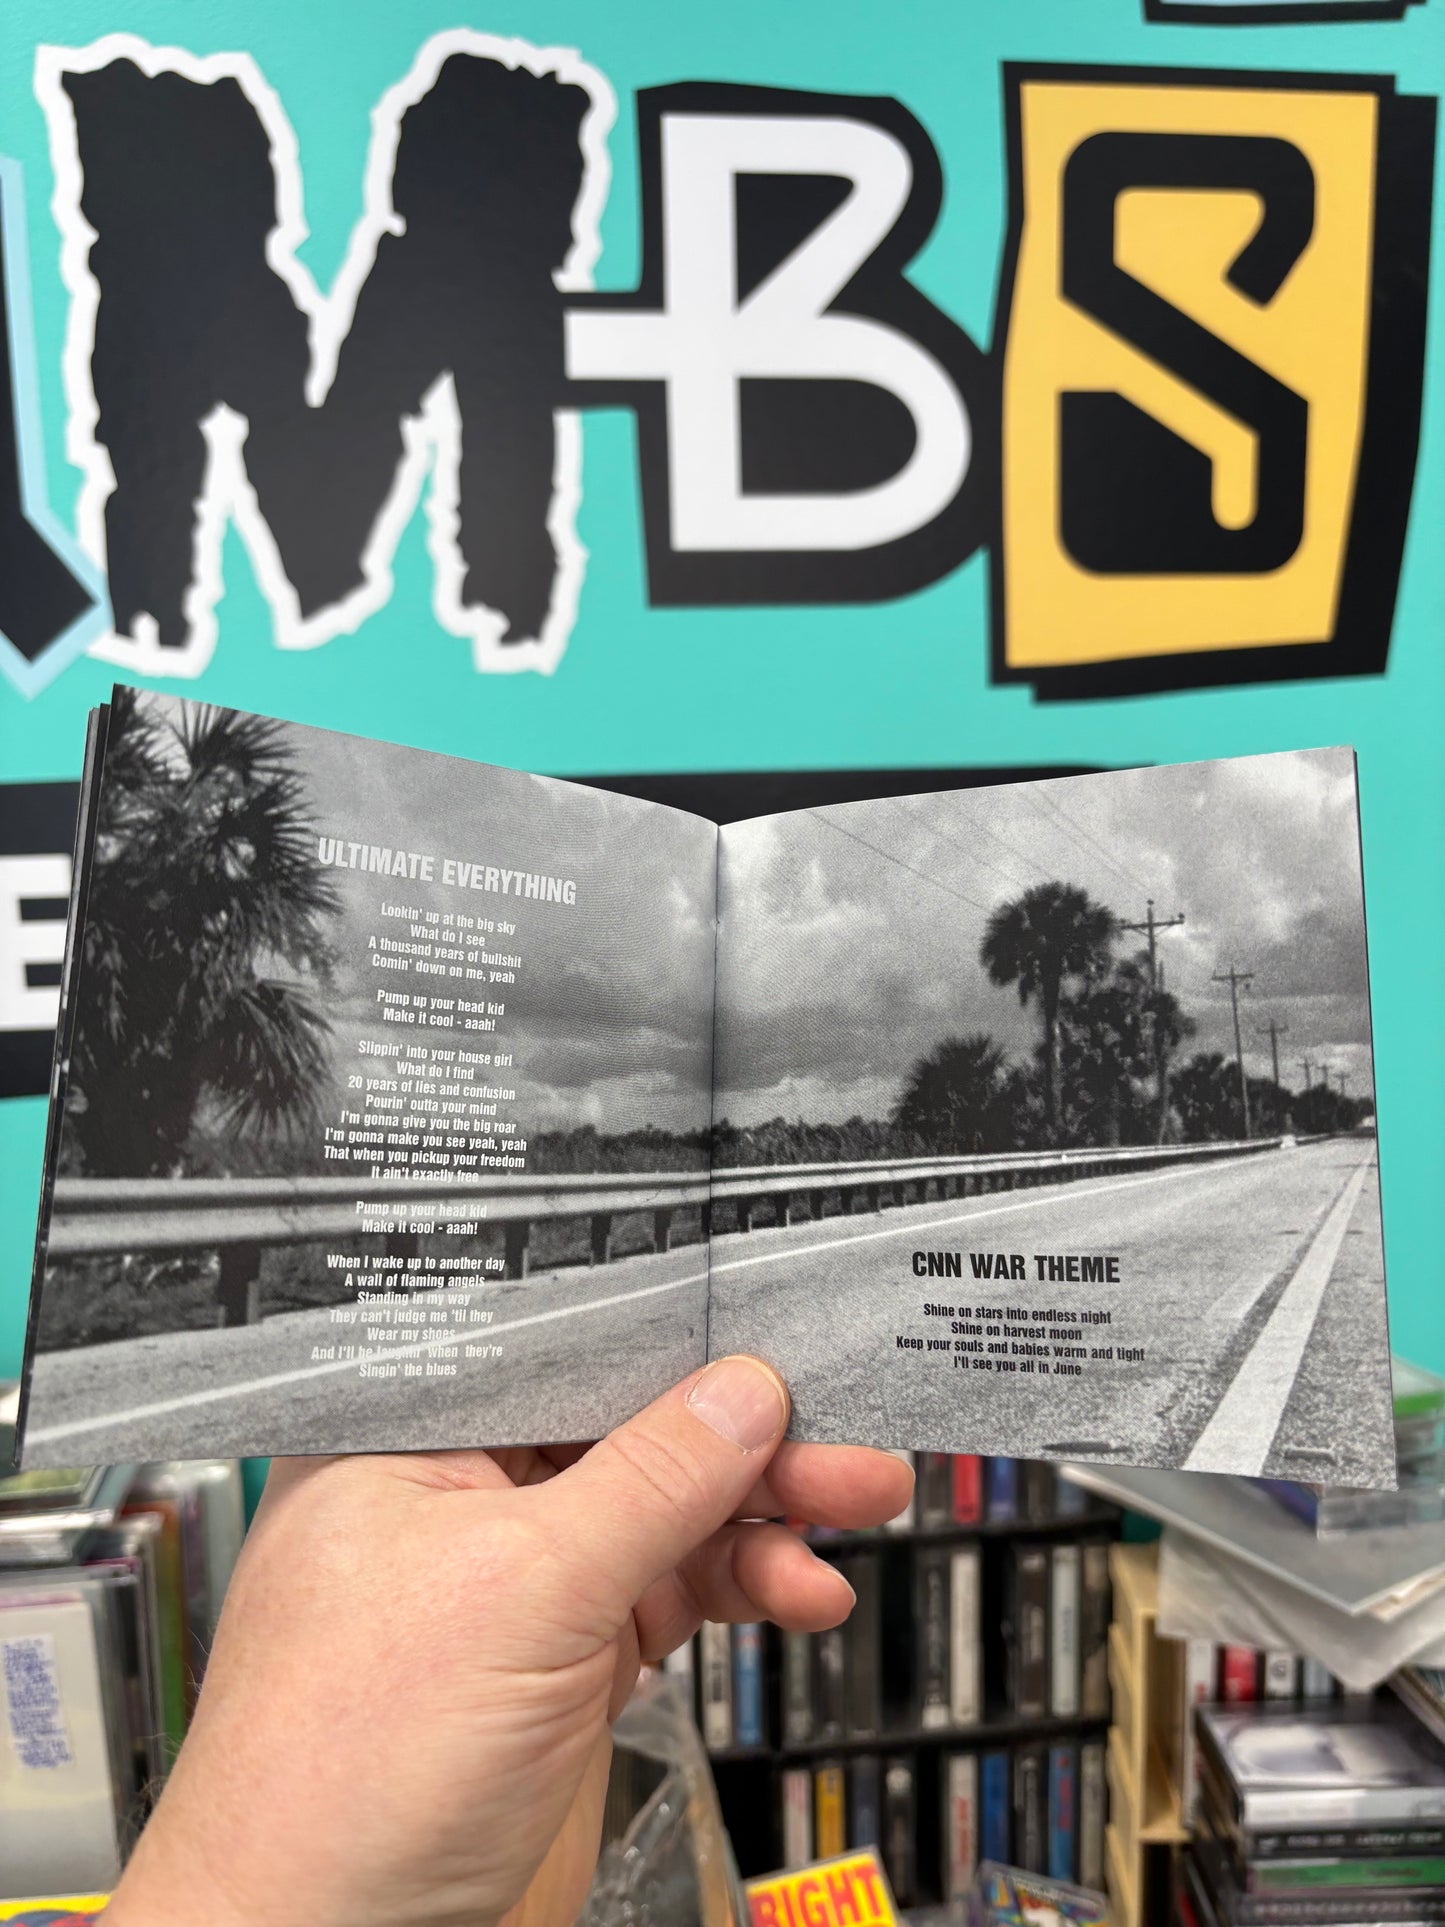 MBS
E
ULTIMATE EVERYTHING
Lookin' up at the big sky
What do I see
A thousand years of bullshit
Comin' down on me, yeah
Pump up your head kid
Make it cool - aaah!
Slippin' into your house girl
What do I find
20 years of lies and confusion
Pourin' outta your mind
I'm gonna give you the big roar
I'm gonna make you see yeah, yeah
That when you pickup your freedom
It ain't exactly free
Pump up your head kid
Make it cool - aaah!
When I wake up to another day
A wall of flaming angels
Standing in my way
They can't judge me 'til they
Wear my shoes
And I'll be laughin' when they're
Singin' the blues
CNN WAR THEME
Shine on stars into endless night
Shine on harvest moon
Keep your souls and babies warm and tight
I'll see you all in June
RIGHT